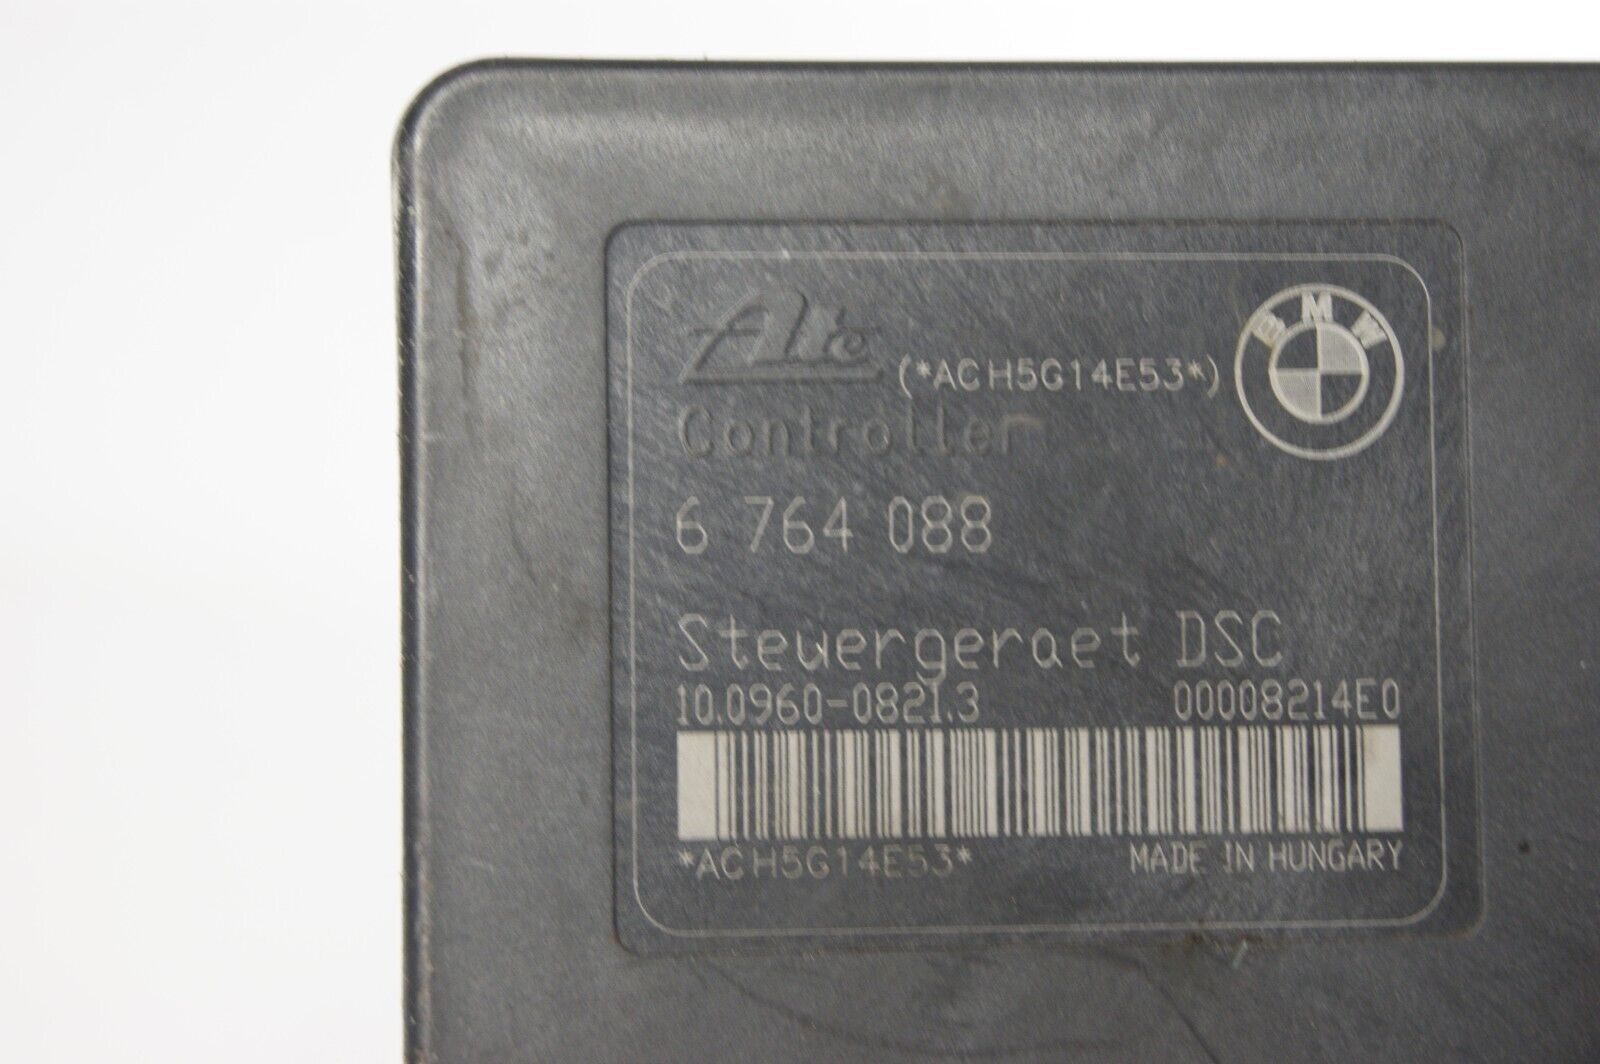 Ate
(*ACH5G14E53*)
BMW
Controller
6 764 088
Steuergeraet DSC
10.0960-0821.3 00008214E0
*ACH5G14E53* MADE IN HUNGARY